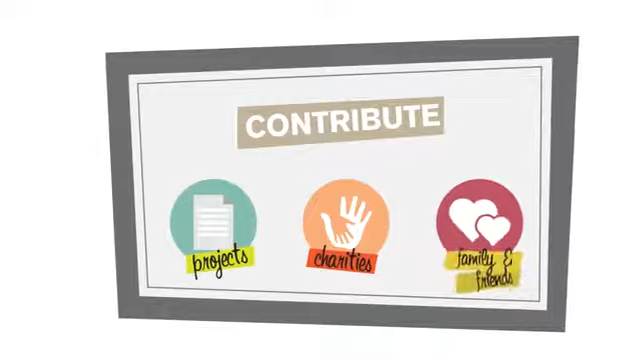 CONTRIBUTE
projects
charities
family &
friends